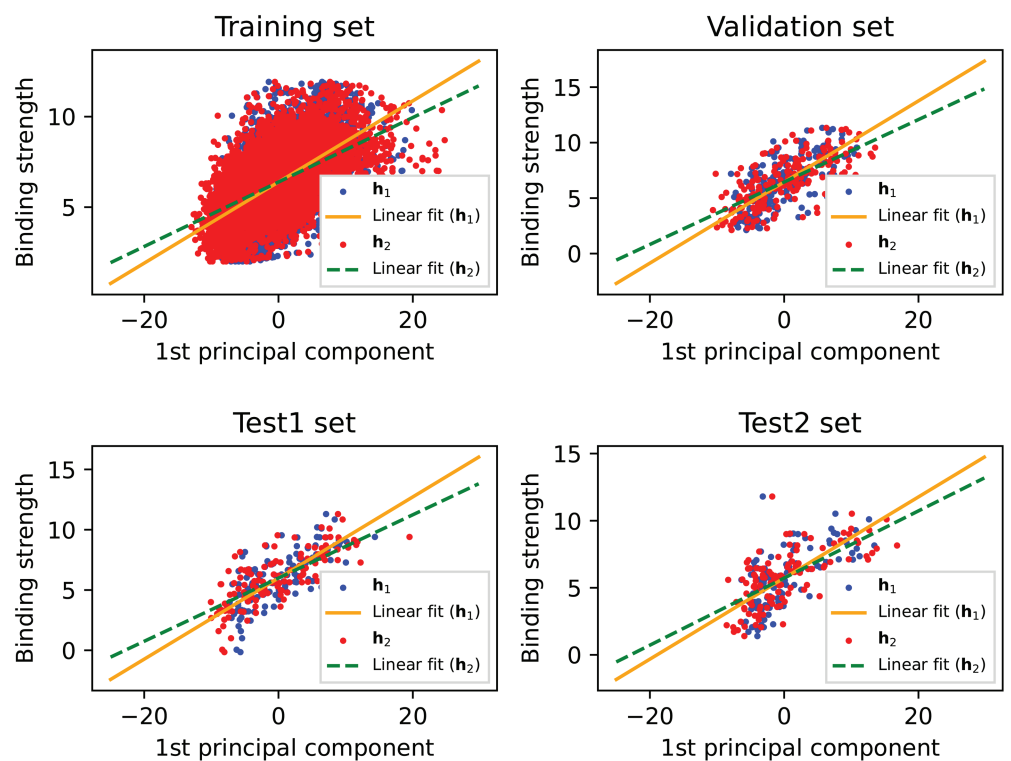 Training set
Binding strength
10
5
h₁
Linear fit (h₁)
h₂
Linear fit (h₂)
−20 0 20
1st principal component
Validation set
Binding strength
15
10
5
0
h₁
Linear fit (h₁)
h₂
Linear fit (h₂)
−20 0 20
1st principal component
Test1 set
Binding strength
15
10
5
0
h₁
Linear fit (h₁)
h₂
Linear fit (h₂)
−20 0 20
1st principal component
Test2 set
Binding strength
15
10
5
0
h₁
Linear fit (h₁)
h₂
Linear fit (h₂)
−20 0 20
1st principal component